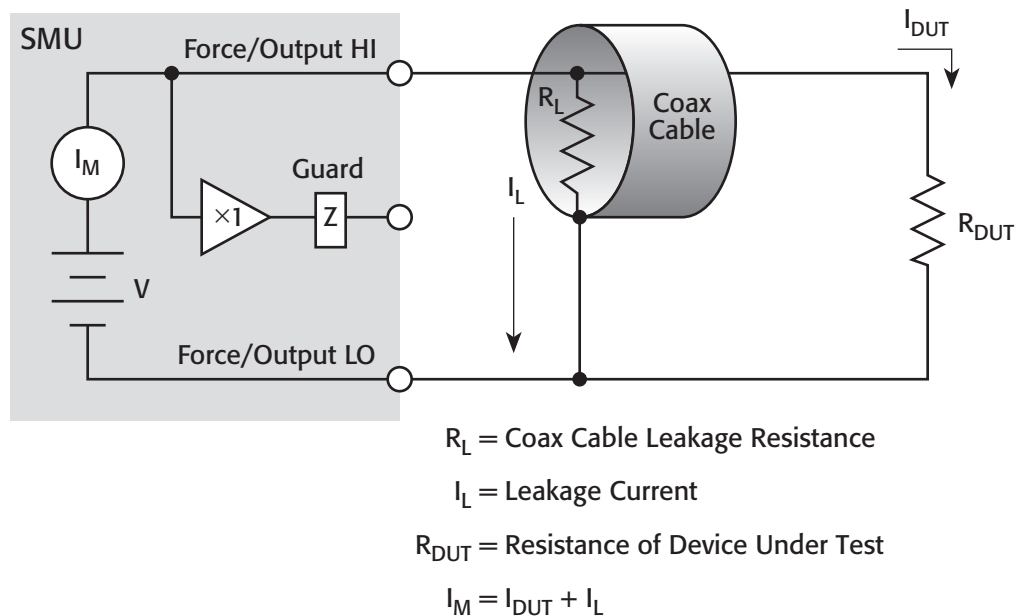 SMU
Force/Output HI
I_DUT
I_M
Guard
×1
Z
V
R_L
Coax
Cable
I_L
R_DUT
Force/Output LO
R_L = Coax Cable Leakage Resistance
I_L = Leakage Current
R_DUT = Resistance of Device Under Test
I_M = I_DUT + I_L